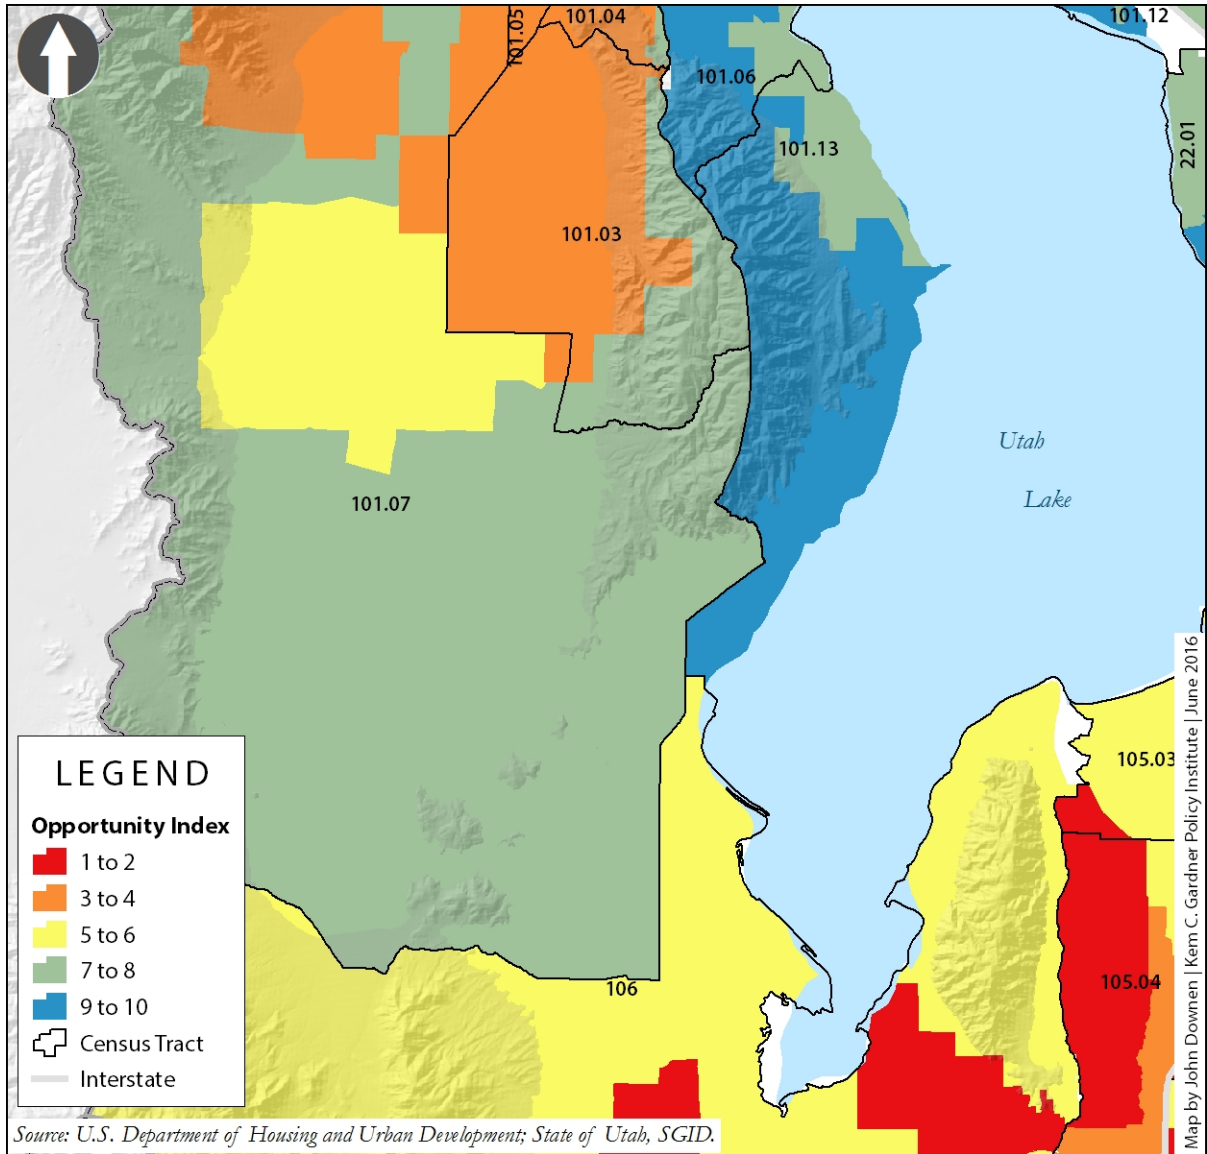 101.05
101.04
101.12
101.06
22.01
101.13
101.03
Utah
Lake
101.07
105.03
105.04
106
LEGEND
Opportunity Index
1 to 2
3 to 4
5 to 6
7 to 8
9 to 10
Census Tract
Interstate
Source: U.S. Department of Housing and Urban Development; State of Utah, SGID.
Map by John Downen | Kem C. Gardner Policy Institute | June 2016